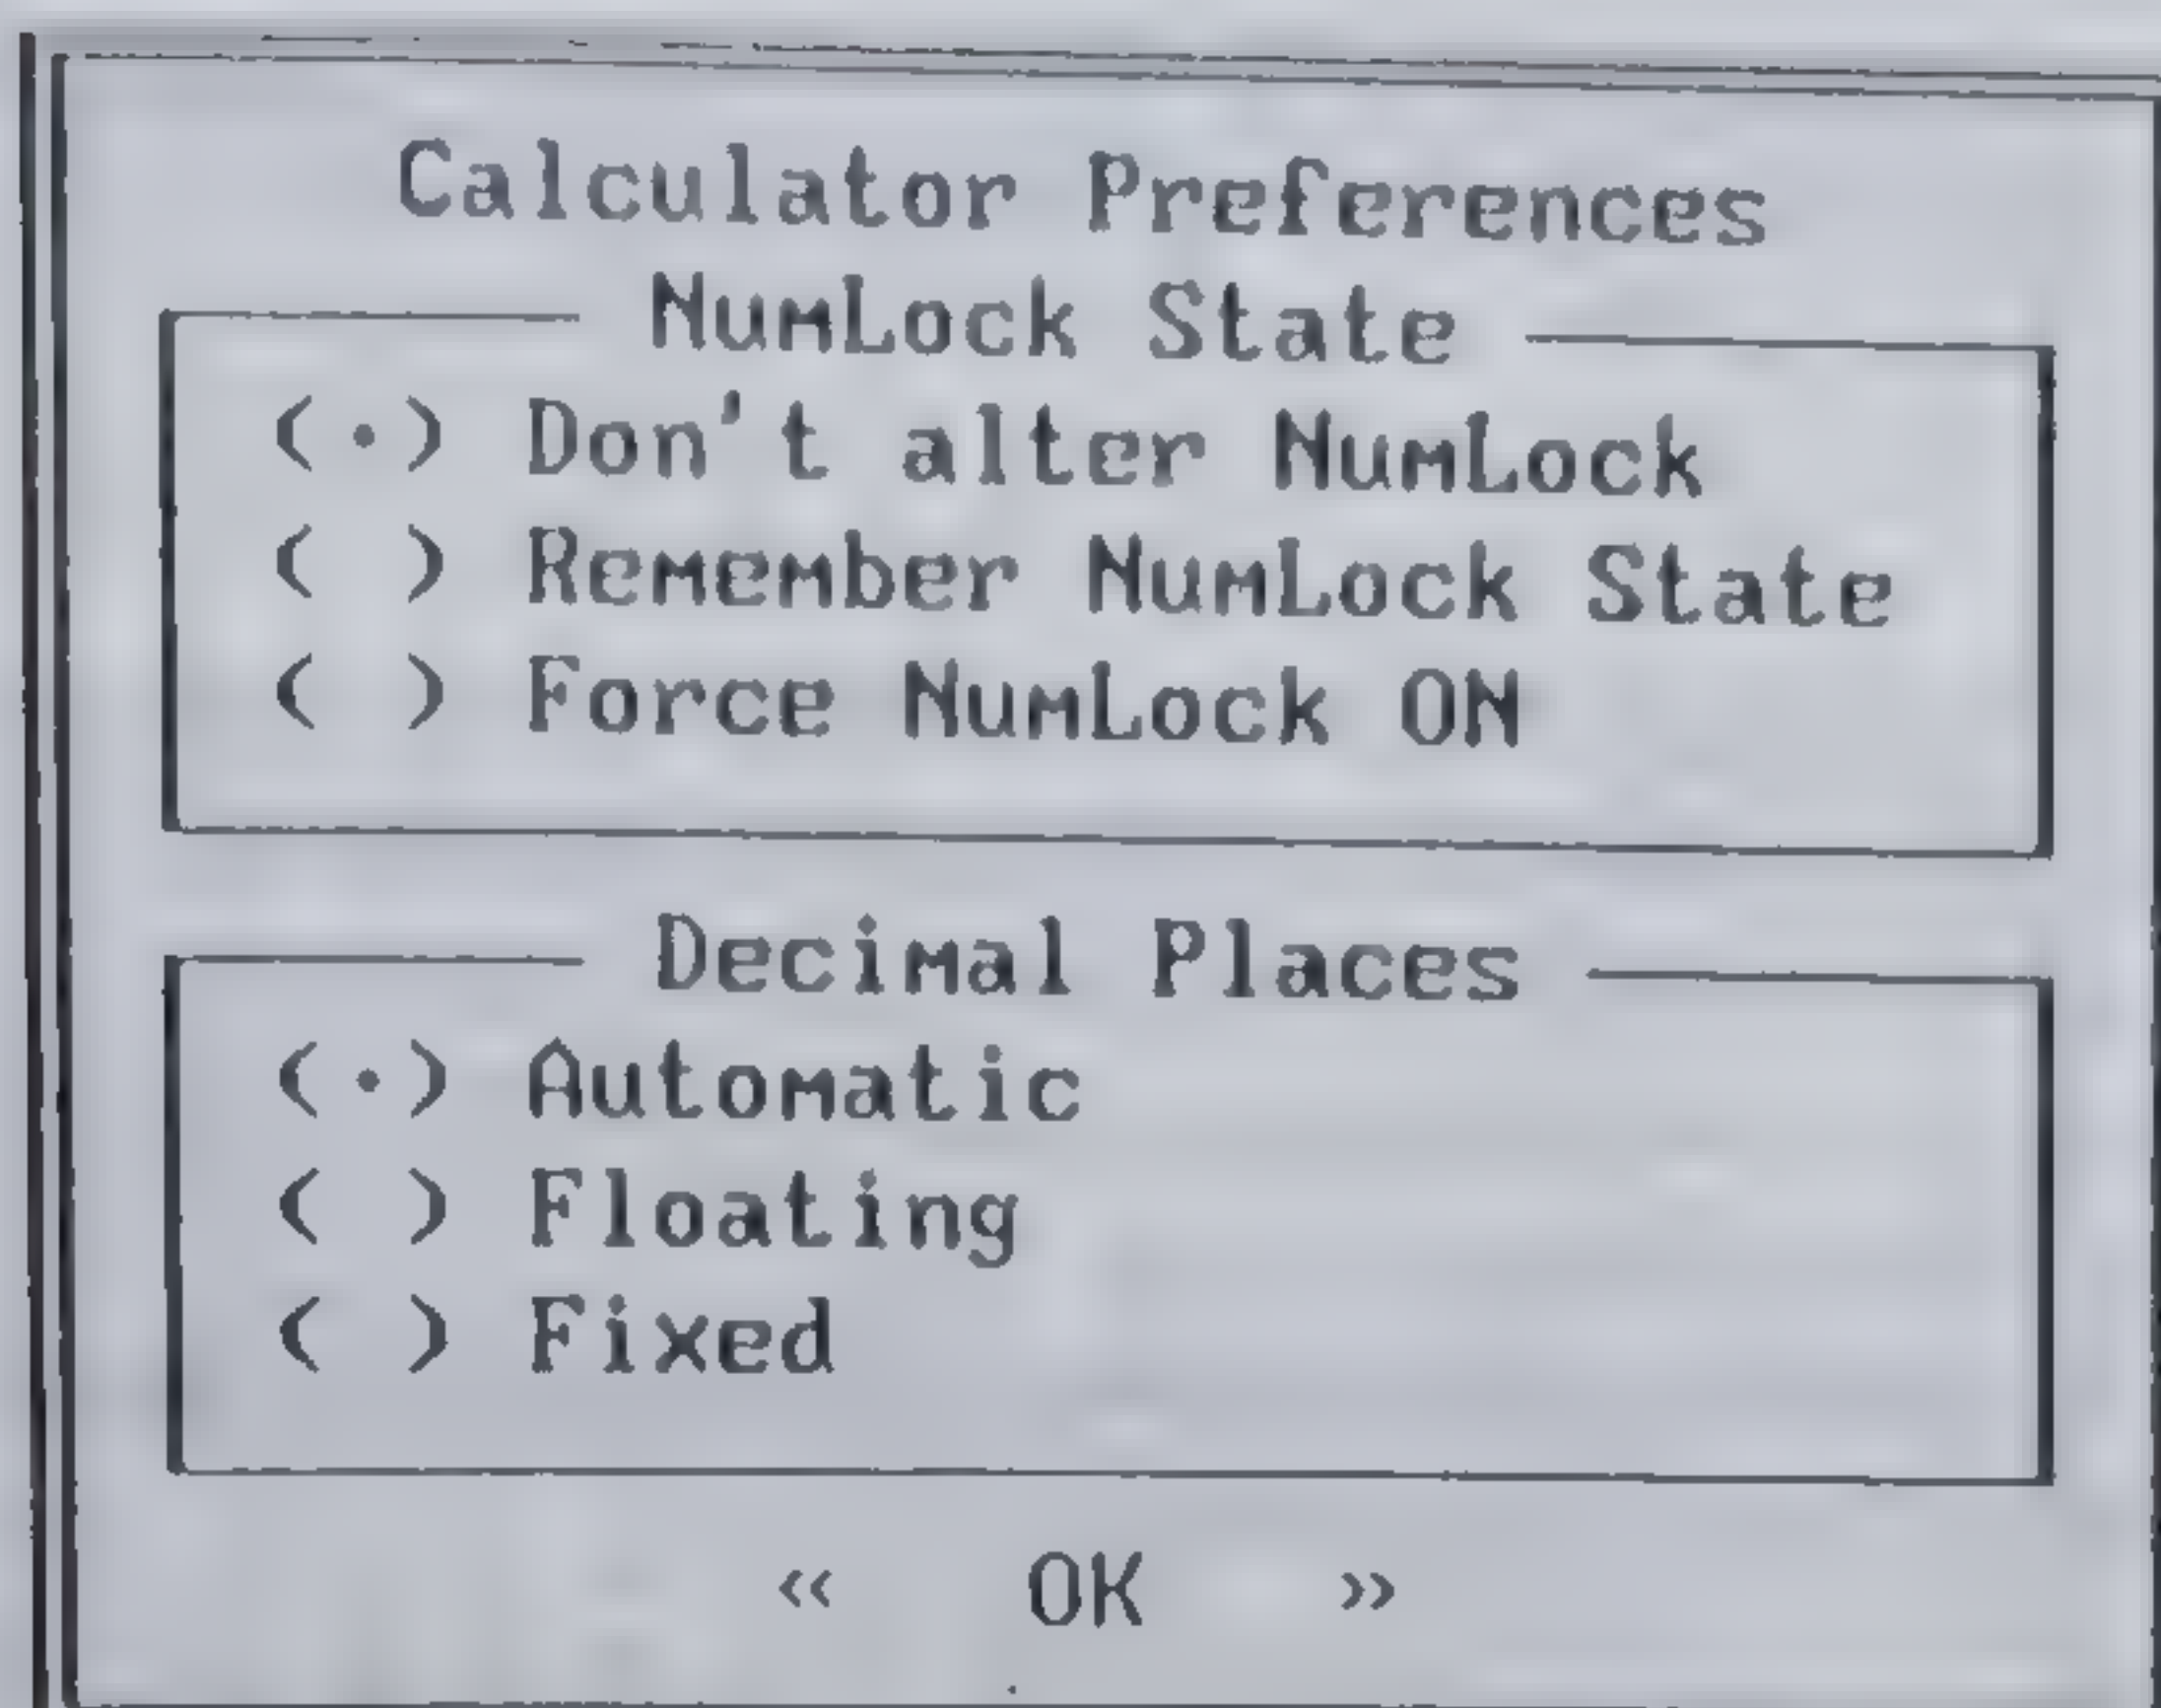 Calculator Preferences
NumLock State
(·) Don't alter NumLock
( ) Remember NumLock State
( ) Force NumLock ON
Decimal Places
(·) Automatic
( ) Floating
( ) Fixed
« OK »